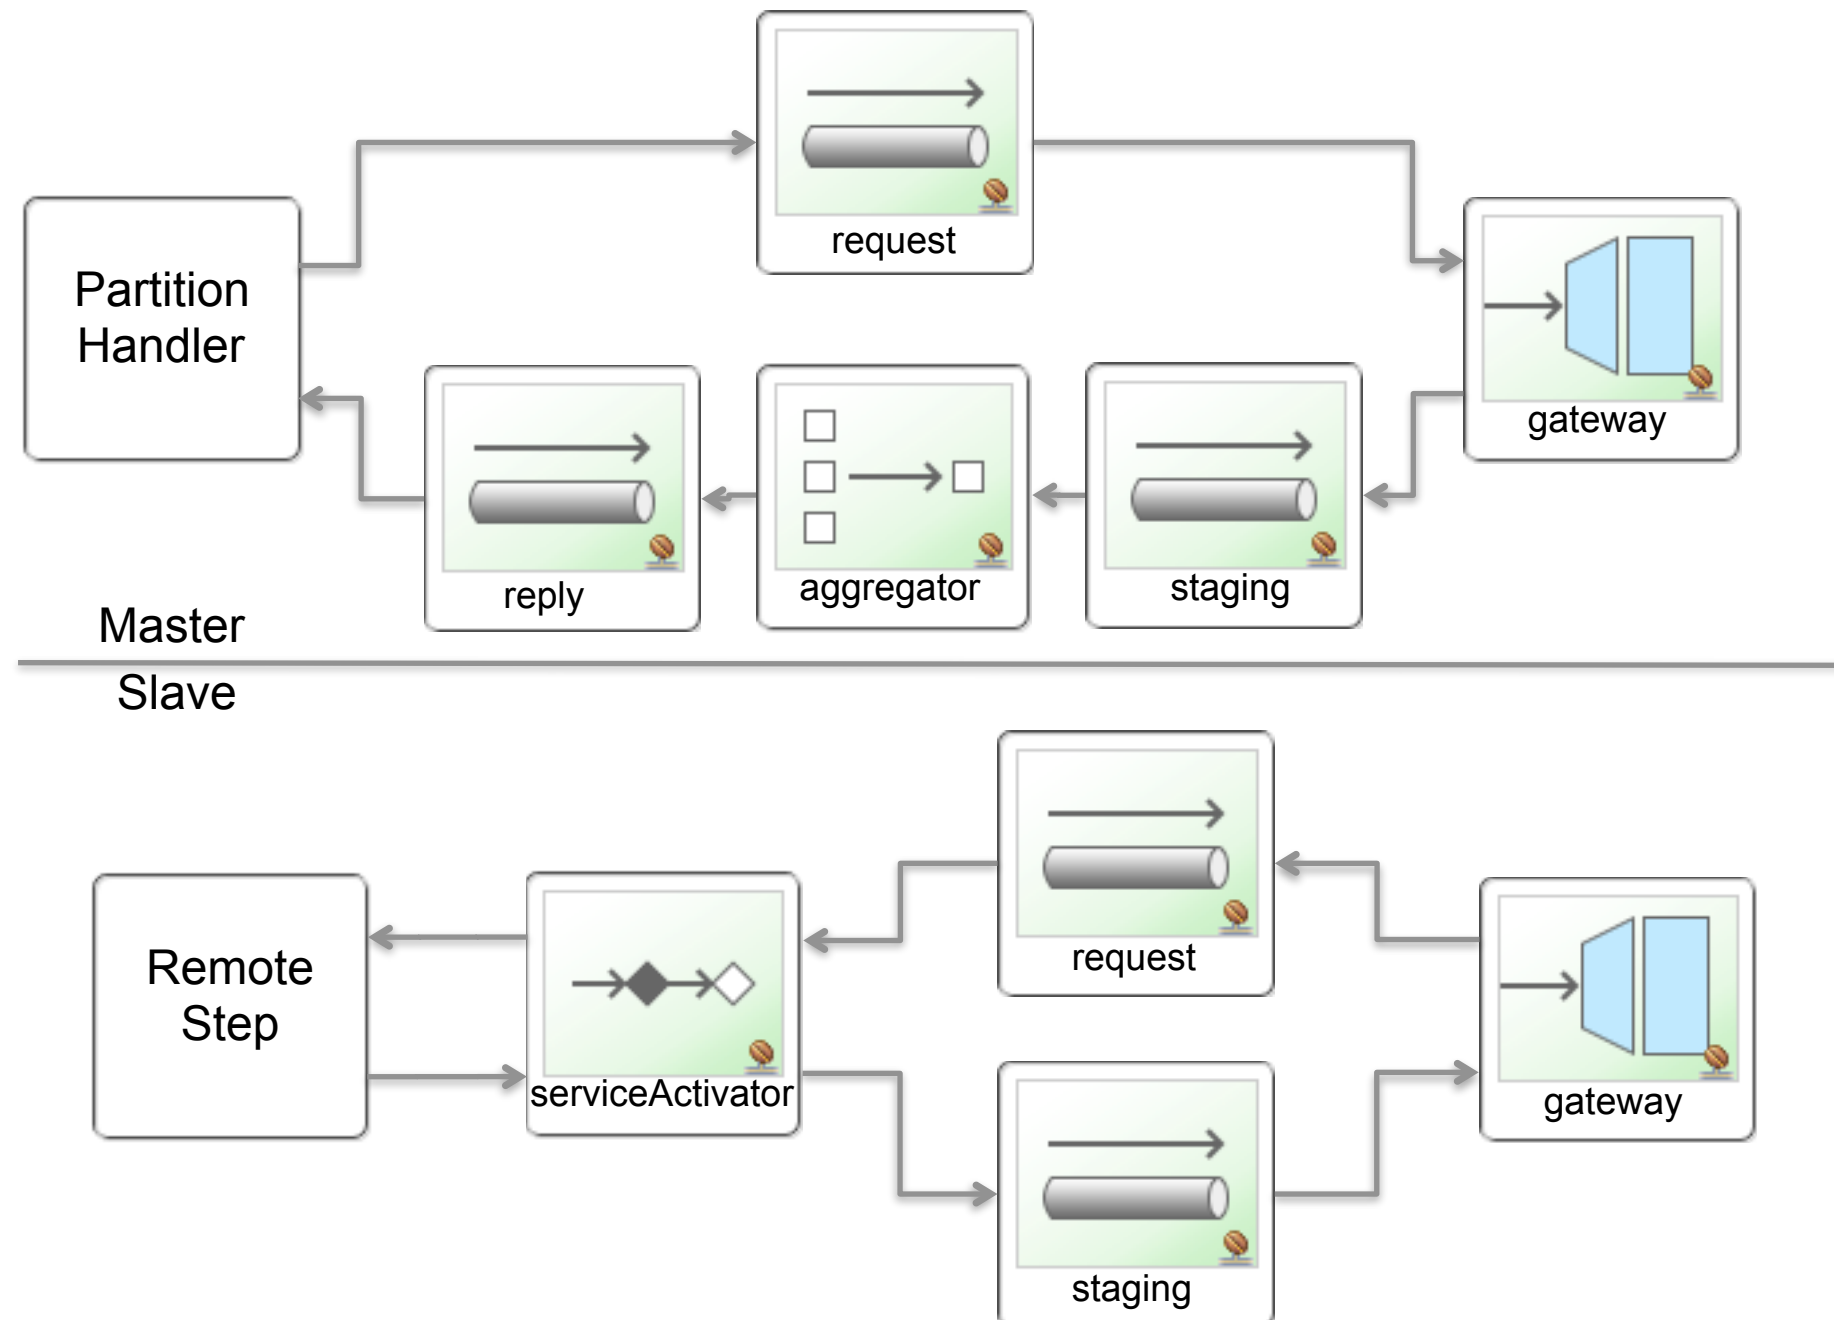 request
Partition
Handler
gateway
reply
aggregator
staging
Master
Slave
request
Remote
Step
serviceActivator
gateway
staging